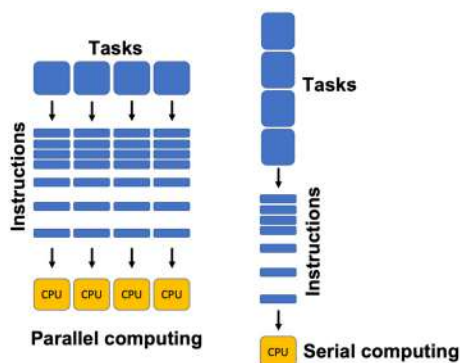 Tasks
Instructions
CPU CPU CPU CPU
Parallel computing
Tasks
Instructions
CPU
Serial computing